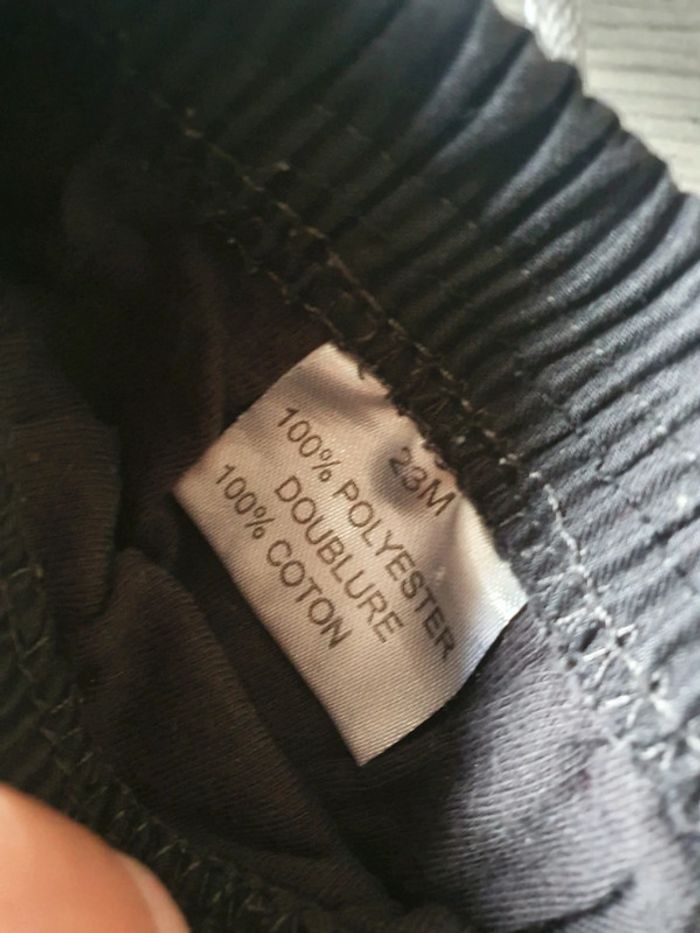 23M
100% POLYESTER
DOUBLURE
100% COTON